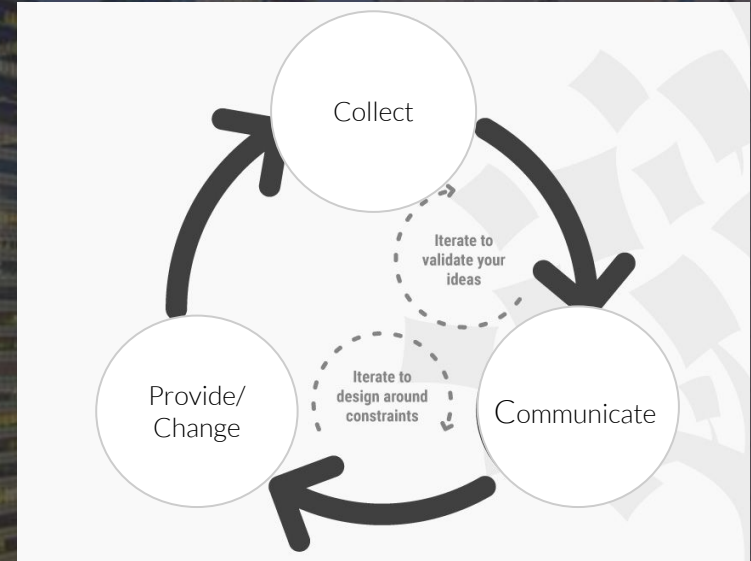 Collect
Iterate to
validate your
ideas
Iterate to
design around
constraints
Provide/
Change
Communicate